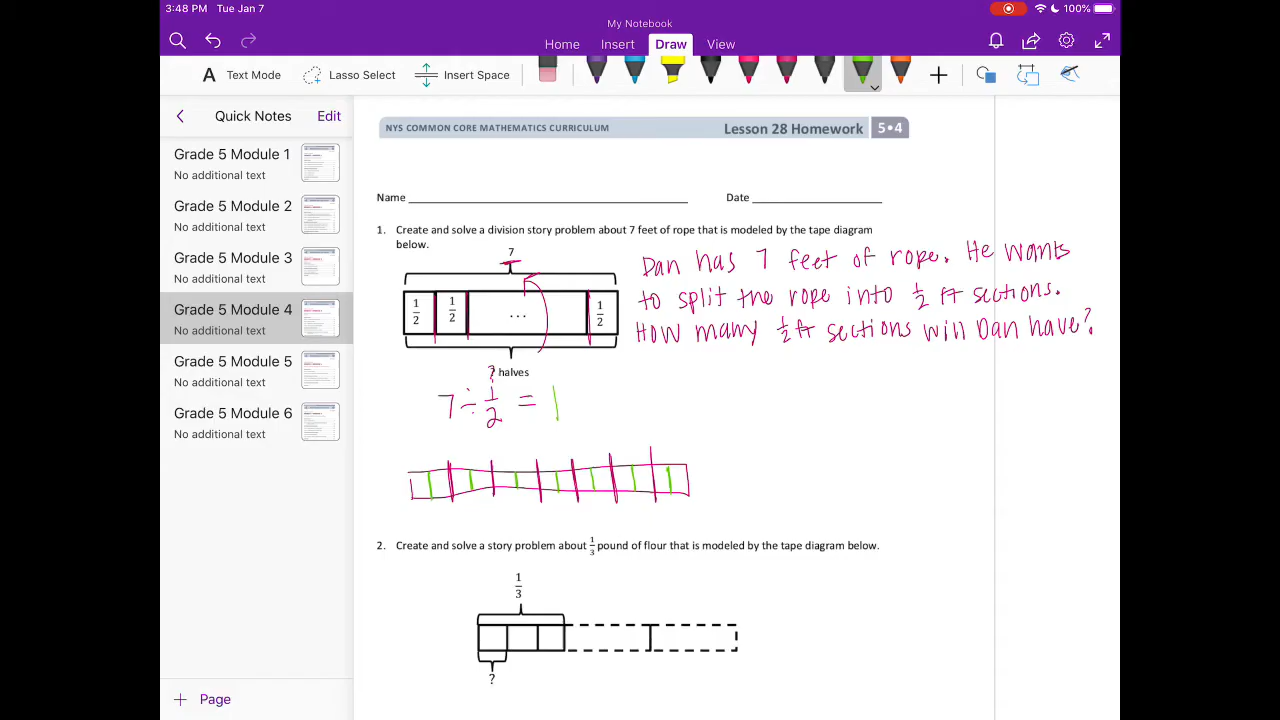 3:48 PM Tue Jan 7
100%
My Notebook
Home Insert Draw View
A Text Mode Lasso Select Insert Space
Quick Notes Edit
Grade 5 Module 1
No additional text
Grade 5 Module 2
No additional text
Grade 5 Module 3
No additional text
Grade 5 Module 4
No additional text
Grade 5 Module 5
No additional text
Grade 5 Module 6
No additional text
+ Page
NYS COMMON CORE MATHEMATICS CURRICULUM Lesson 28 Homework 5•4
Name Date
1. Create and solve a division story problem about 7 feet of rope that is modeled by the tape diagram
below.
7
1/2 1/2 ... 1/2
? halves
Dan has 7 feet of rope. He wants
to split the rope into 1/2 ft sections.
How many 1/2 ft sections will Dan have?
7 ÷ 1/2 = 1
2. Create and solve a story problem about 1/3 pound of flour that is modeled by the tape diagram below.
1/3
?